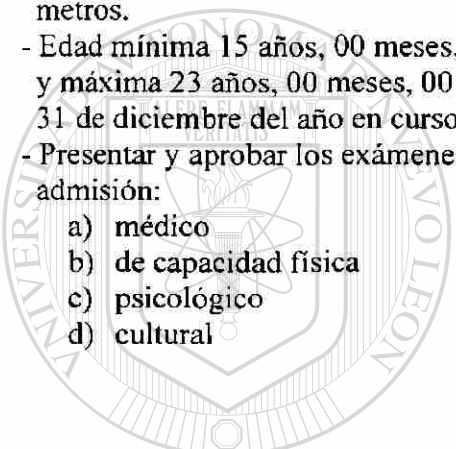 metros.
- Edad mínima 15 años, 00 meses,
y máxima 23 años, 00 meses, 00
31 de diciembre del año en curso
- Presentar y aprobar los exámene
admisión:
a) médico
b) de capacidad física
c) psicológico
d) cultural